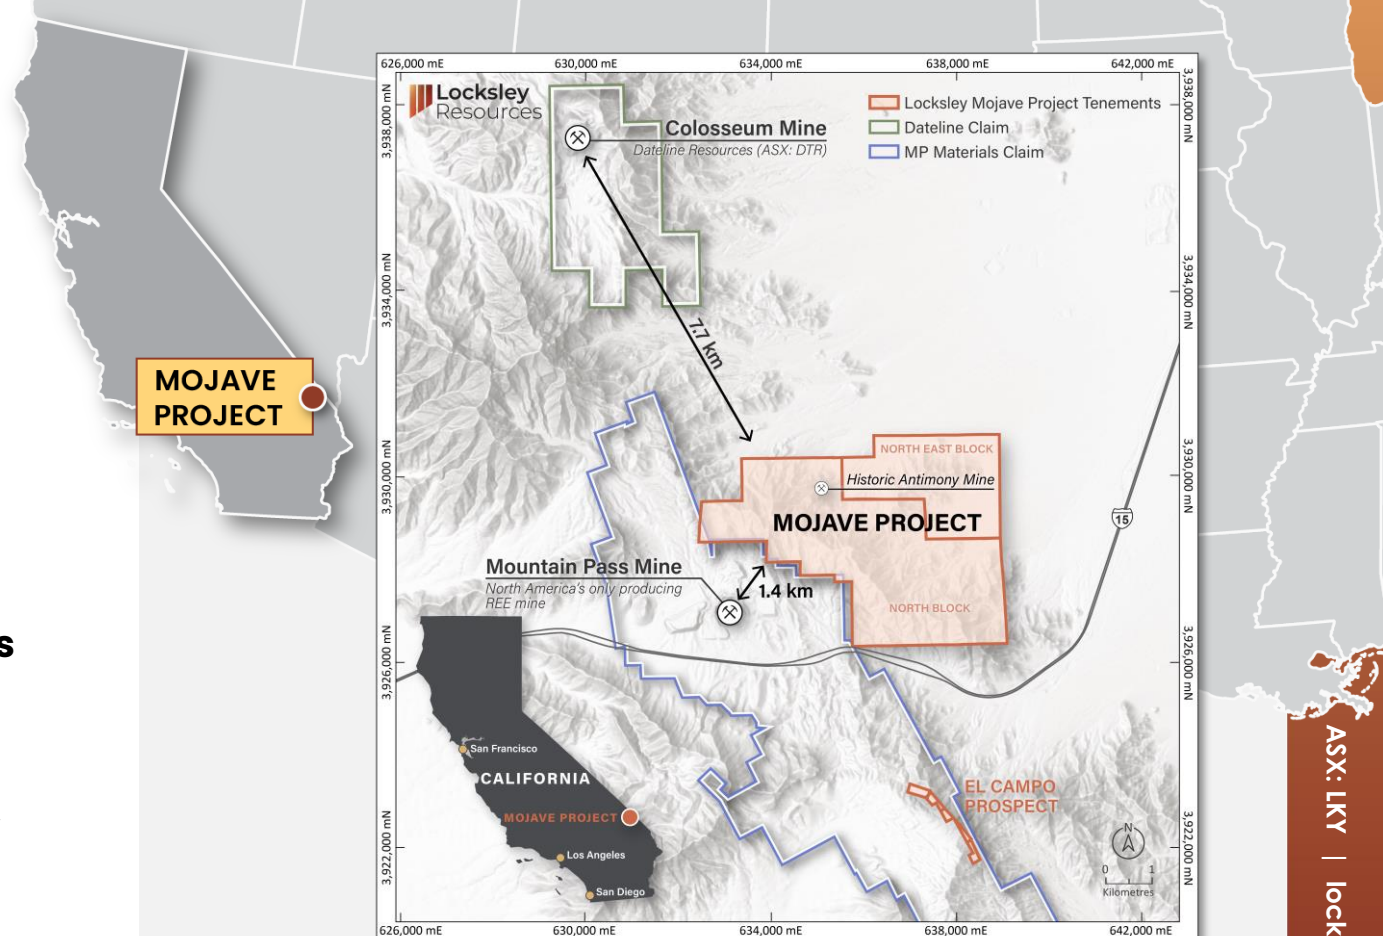 626,000 mE
630,000 mE
634,000 mE
638,000 mE
642,000 mE
Locksley
Resources
Locksley Mojave Project Tenements
Dateline Claim
MP Materials Claim
Colosseum Mine
Dateline Resources (ASX: DTR)
3,938,000 mN
3,938,000 mN
3,934,000 mN
3,934,000 mN
7.7 km
MOJAVE
PROJECT
NORTH EAST BLOCK
Historic Antimony Mine
3,930,000 mN
3,930,000 mN
MOJAVE PROJECT
15
Mountain Pass Mine
North America's only producing
REE mine
1.4 km
NORTH BLOCK
s
3,926,000 mN
3,926,000 mN
San Francisco
CALIFORNIA
MOJAVE PROJECT
Los Angeles
San Diego
EL CAMPO
PROSPECT
3,922,000 mN
3,922,000 mN
N
0 1
Kilometres
626,000 mE
630,000 mE
634,000 mE
638,000 mE
642,000 mE
ASX: LKY | lock